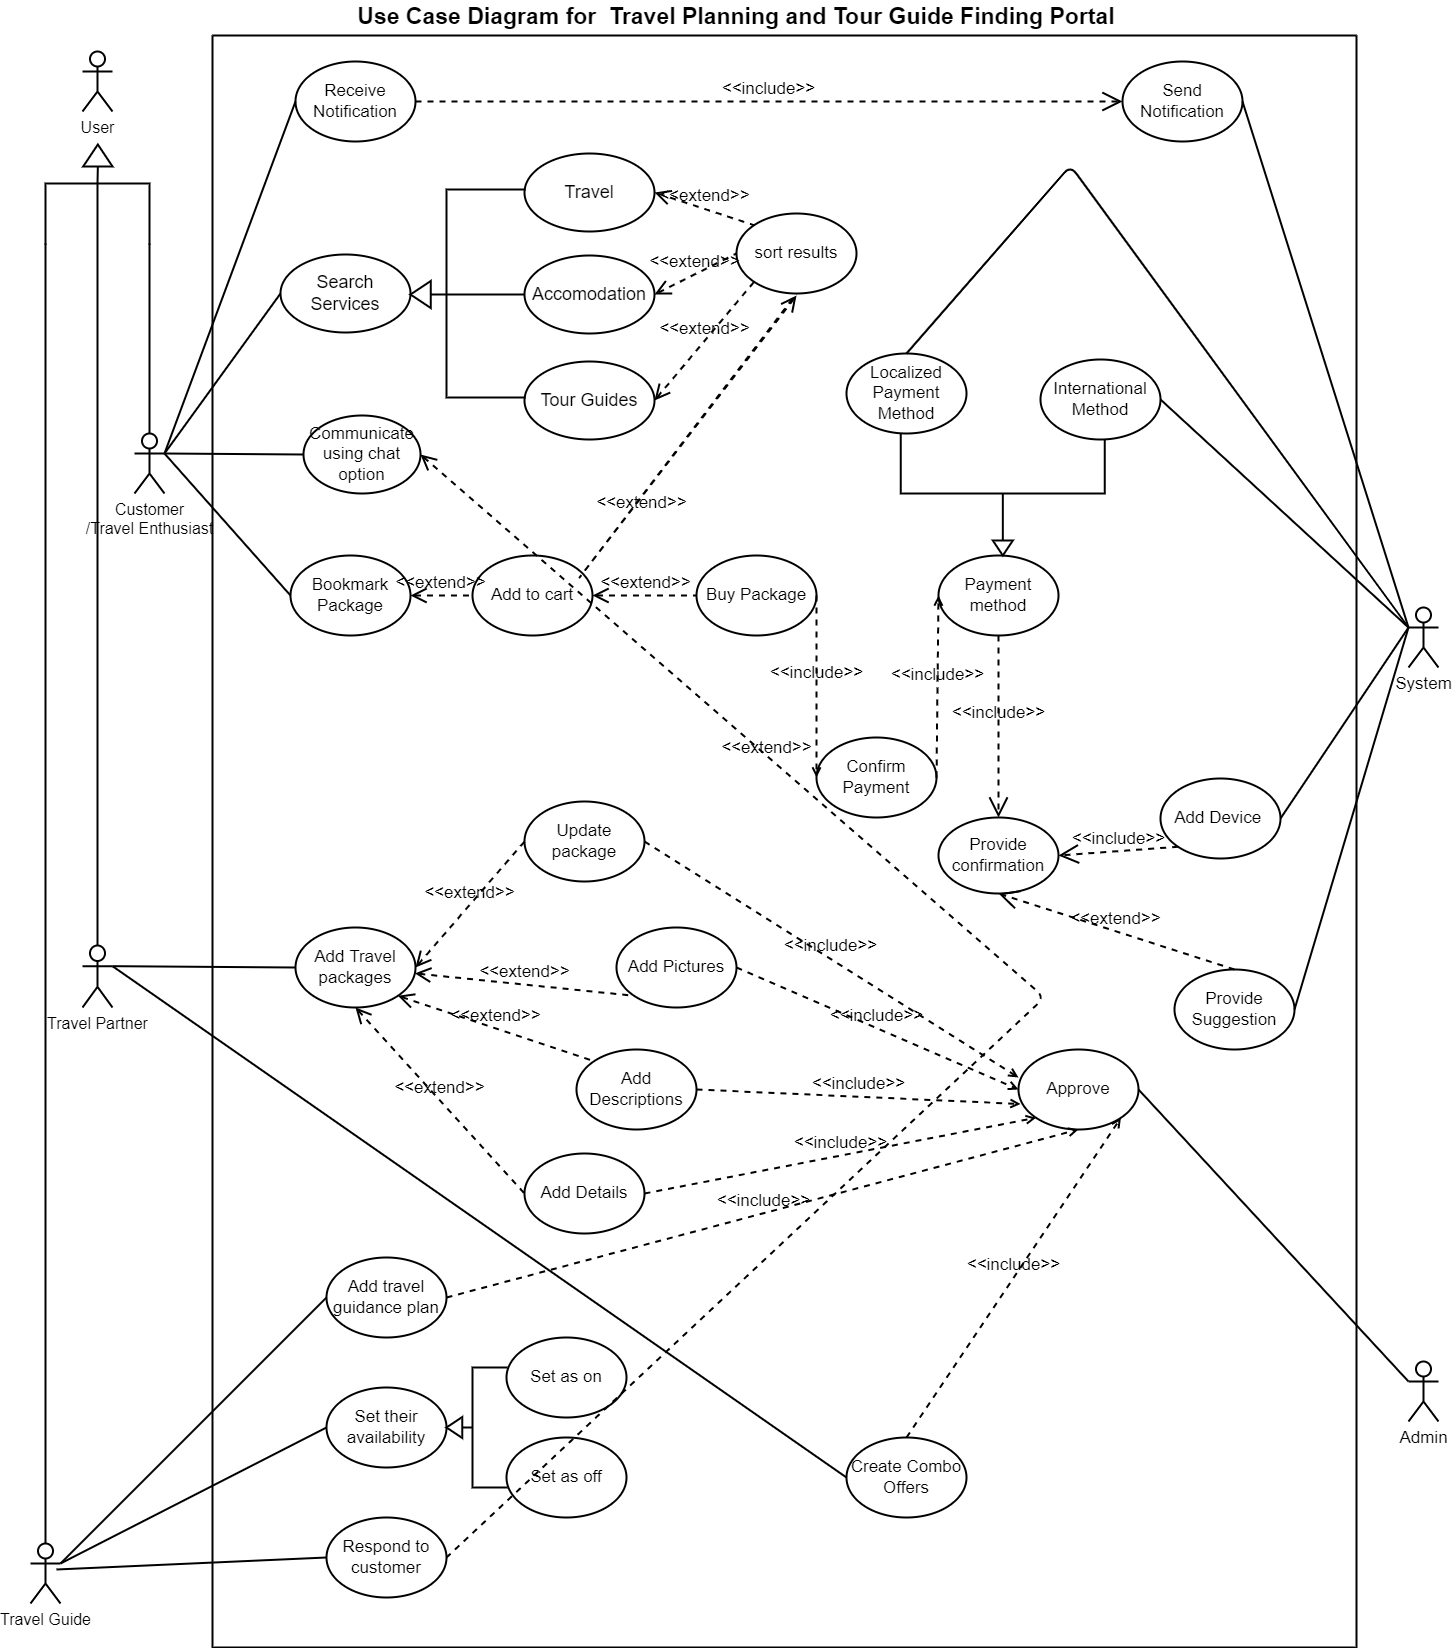 Use Case Diagram for  Travel Planning and Tour Guide Finding Portal
User
Receive
Notification
<<include>>
Send
Notification
Travel
<<extend>>
sort results
Search
Services
Accomodation
<<extend>>
<<extend>>
Tour Guides
Localized
Payment
Method
International
Method
Communicate
using chat
option
Customer
/Travel Enthusiast
<<extend>>
Bookmark
Package
<<extend>>
Add to cart
<<extend>>
Buy Package
Payment
method
<<include>>
<<include>>
<<include>>
System
<<extend>>
Confirm
Payment
Add Device
Provide
confirmation
<<include>>
Update
package
<<extend>>
<<extend>>
<<include>>
Add Travel
packages
<<extend>>
Add Pictures
<<extend>>
<<include>>
Provide
Suggestion
Travel Partner
<<extend>>
Add
Descriptions
<<include>>
Approve
<<include>>
Add Details
<<include>>
<<include>>
Add travel
guidance plan
Set as on
Set their
availability
Set as off
Create Combo
Offers
Admin
Respond to
customer
Travel Guide